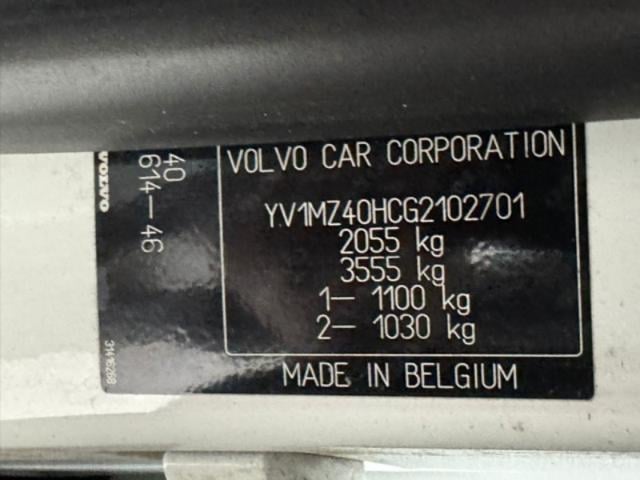 VOLVO CAR CORPORATION
YV1MZ40HCG2102701
2055 kg
3555 kg
1— 1100 kg
2— 1030 kg
MADE IN BELGIUM
40
614—46
VOLVO
31416268